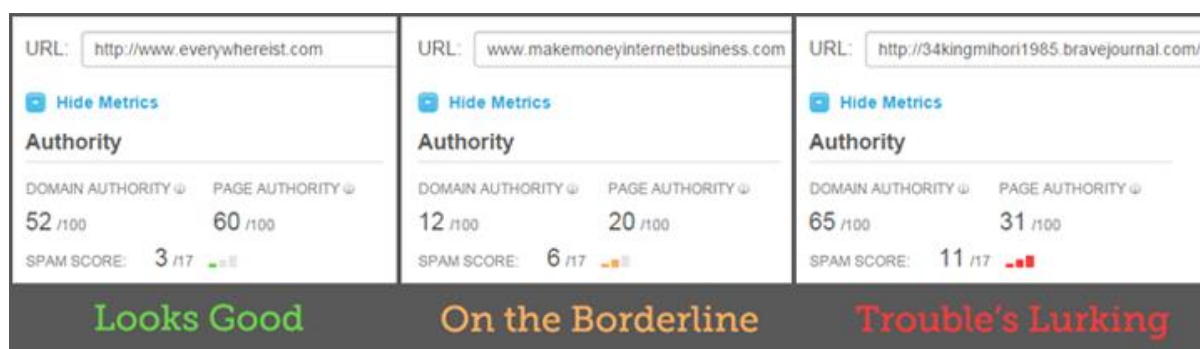 URL: http://www.everywhereist.com
Hide Metrics
Authority
DOMAIN AUTHORITY PAGE AUTHORITY
52 /100 60 /100
SPAM SCORE: 3 /17
Looks Good
URL: www.makemoneyinternetbusiness.com
Hide Metrics
Authority
DOMAIN AUTHORITY PAGE AUTHORITY
12 /100 20 /100
SPAM SCORE: 6 /17
On the Borderline
URL: http://34kingmihori1985.bravejournal.com/
Hide Metrics
Authority
DOMAIN AUTHORITY PAGE AUTHORITY
65 /100 31 /100
SPAM SCORE: 11 /17
Trouble's Lurking